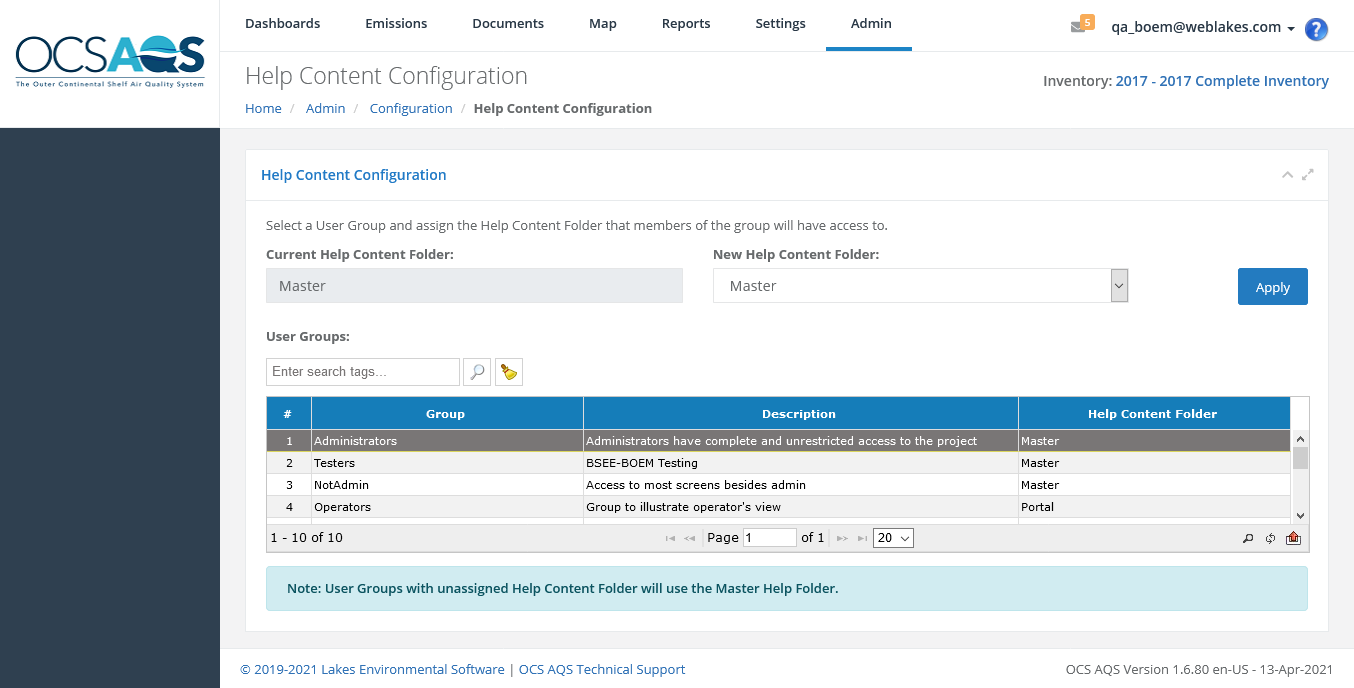 OCSAQS
The Outer Continental Shelf Air Quality System
Dashboards Emissions Documents Map Reports Settings Admin
5
qa_boem@weblakes.com
?
Help Content Configuration
Inventory: 2017 - 2017 Complete Inventory
Home / Admin / Configuration / Help Content Configuration
Help Content Configuration
Select a User Group and assign the Help Content Folder that members of the group will have access to.
Current Help Content Folder: New Help Content Folder:
Master Master Apply
User Groups:
Enter search tags...
# Group Description Help Content Folder
1 Administrators Administrators have complete and unrestricted access to the project Master
2 Testers BSEE-BOEM Testing Master
3 NotAdmin Access to most screens besides admin Master
4 Operators Group to illustrate operator's view Portal
1 - 10 of 10 Page 1 of 1 20
Note: User Groups with unassigned Help Content Folder will use the Master Help Folder.
© 2019-2021 Lakes Environmental Software | OCS AQS Technical Support OCS AQS Version 1.6.80 en-US - 13-Apr-2021